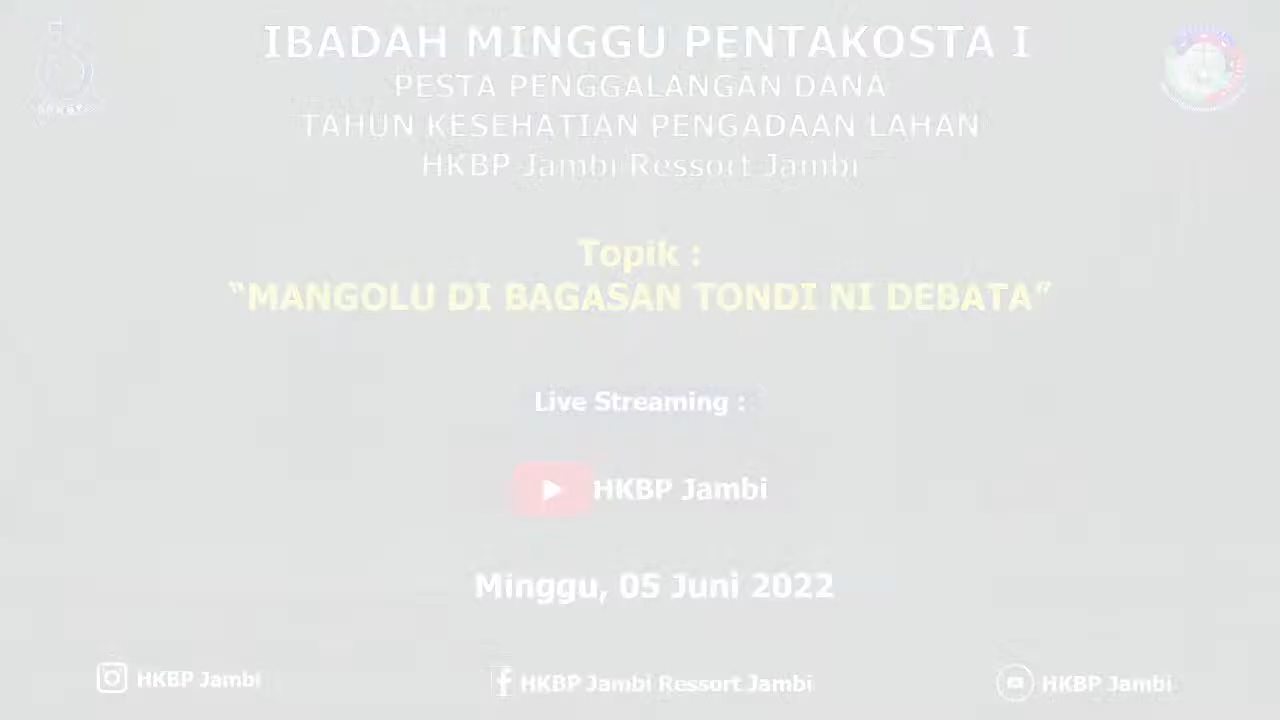 IBADAH MINGGU PENTAKOSTA I
PESTA PENGGALANGAN DANA
TAHUN KESEHATIAN PENGADAAN LAHAN
HKBP Jambi Ressort Jambi
Topik :
"MANGOLU DI BAGASAN TONDI NI DEBATA"
Live Streaming :
HKBP Jambi
Minggu, 05 Juni 2022
HKBP Jambi
HKBP Jambi Ressort Jambi
HKBP Jambi